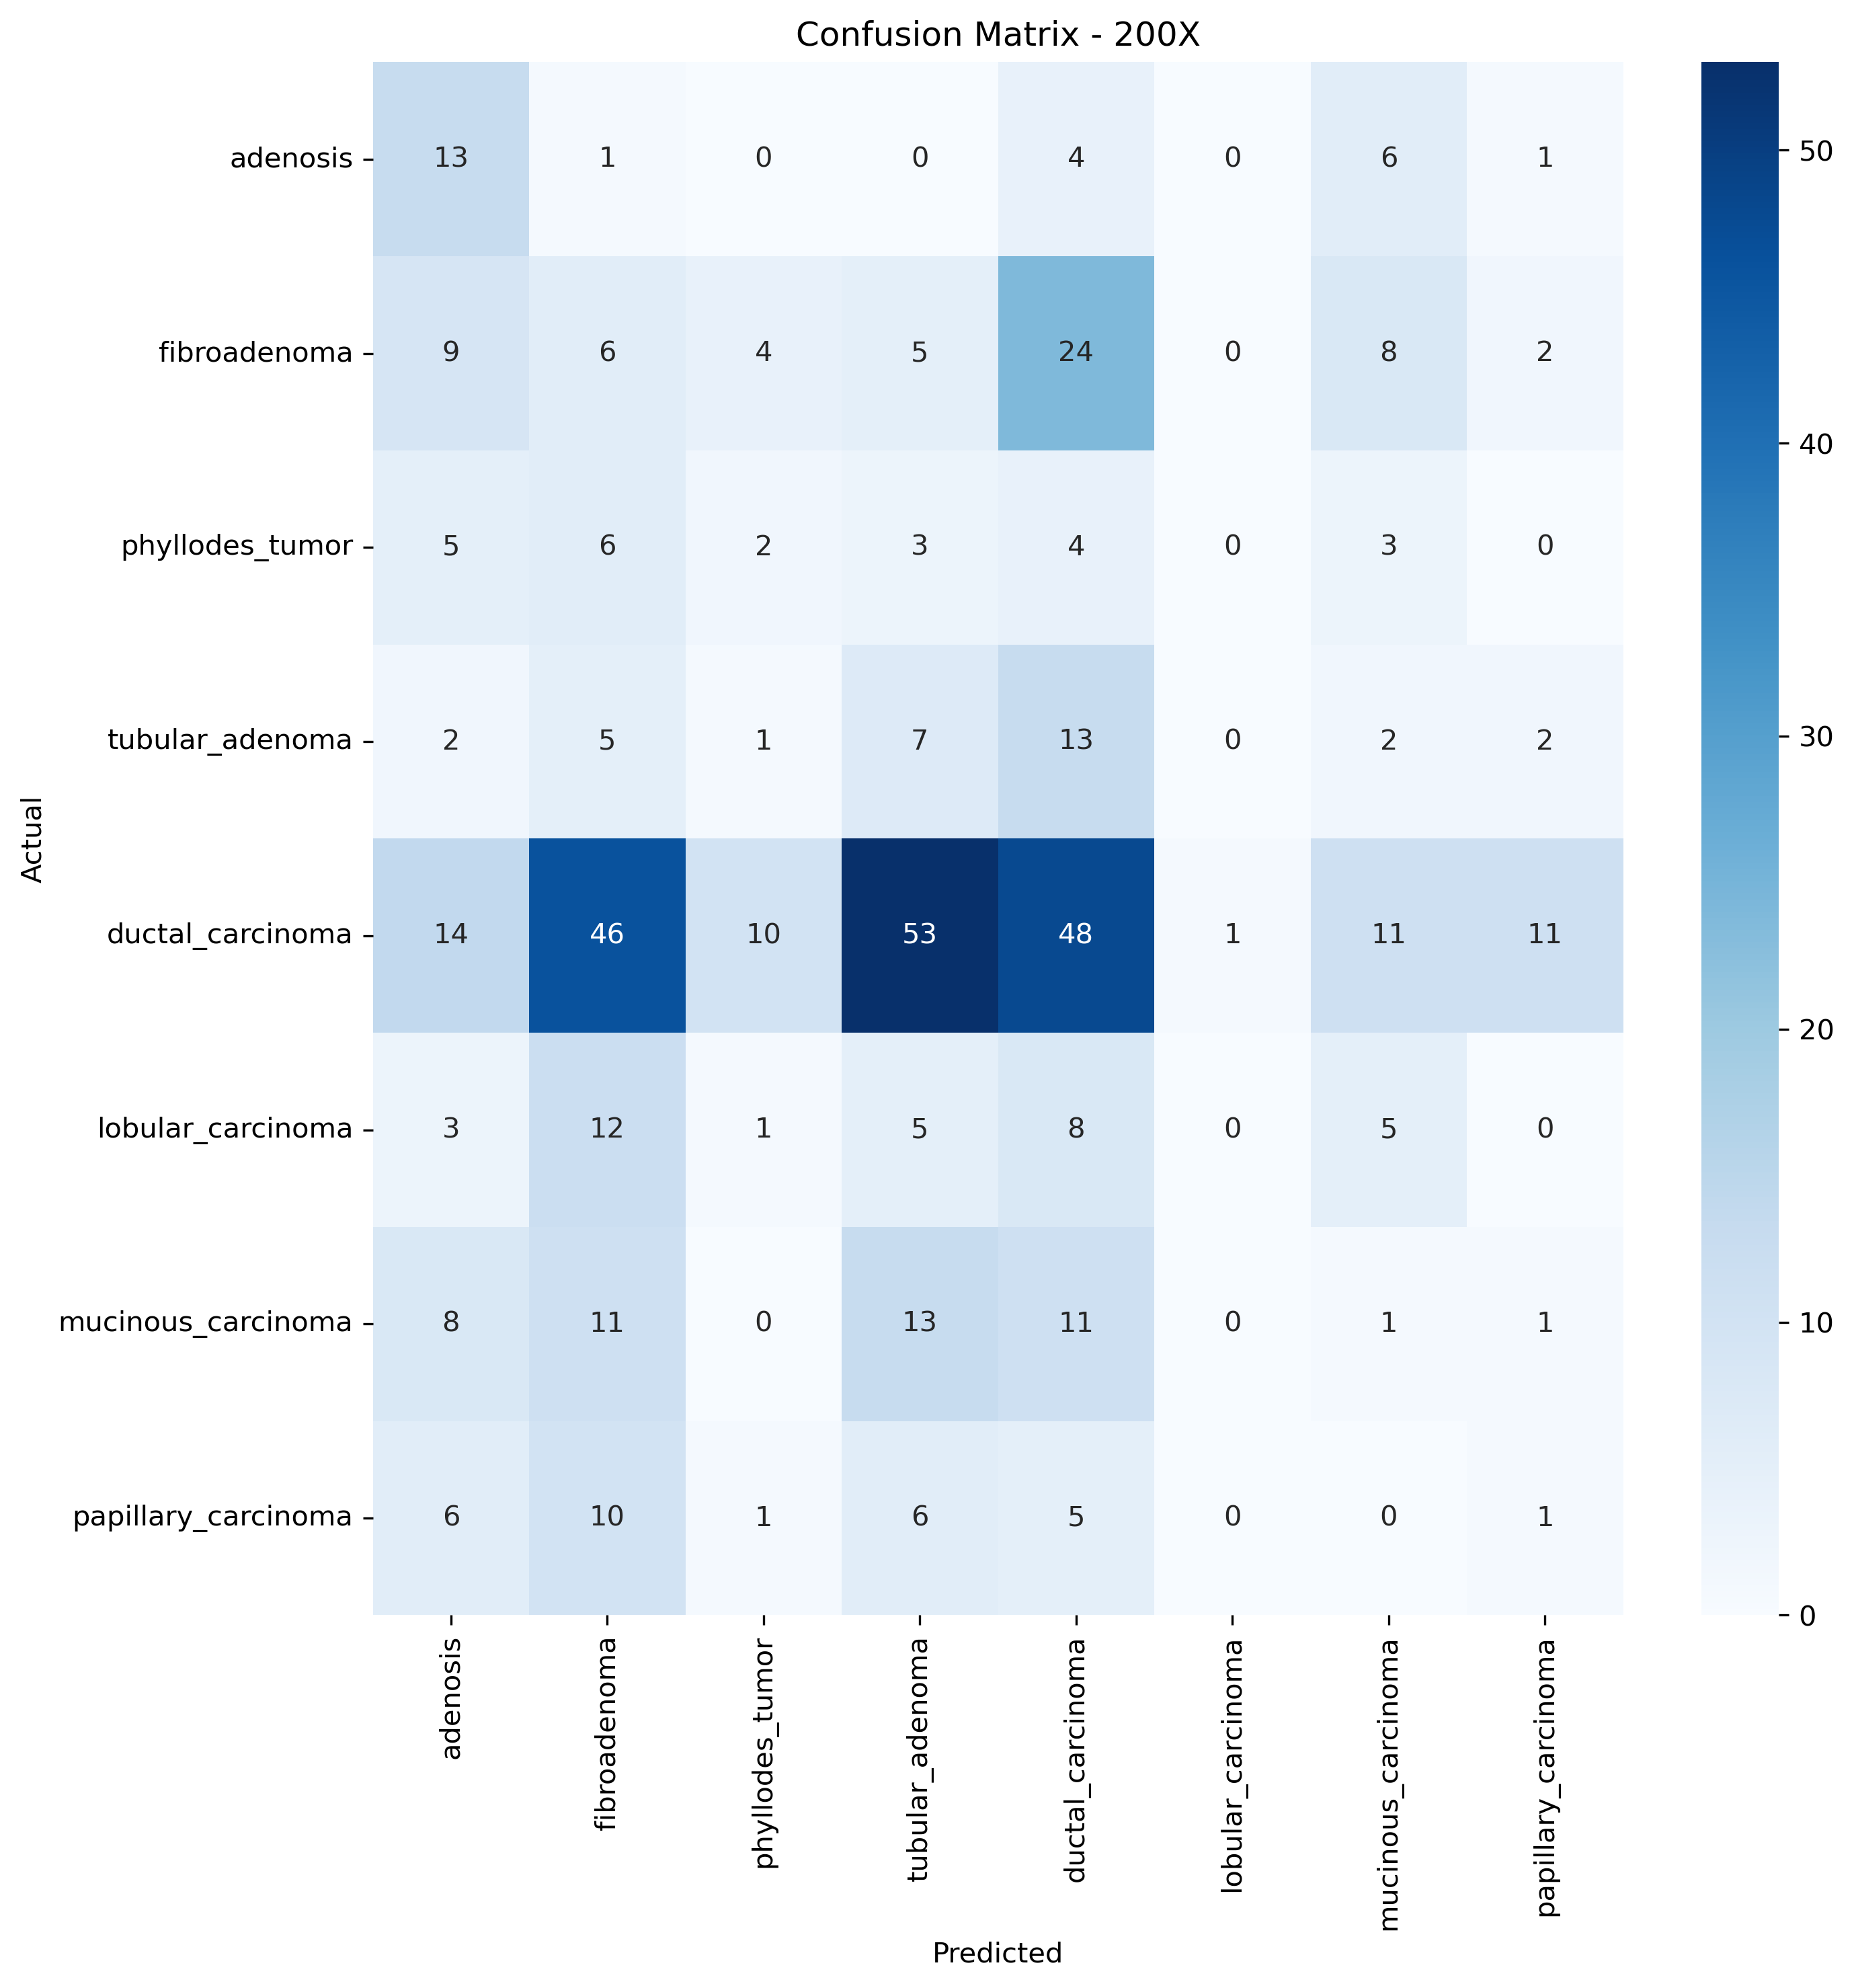 Confusion Matrix - 200X
adenosis 13 1 0 0 4 0 6 1
fibroadenoma 9 6 4 5 24 0 8 2
phyllodes_tumor 5 6 2 3 4 0 3 0
tubular_adenoma 2 5 1 7 13 0 2 2
Actual
ductal_carcinoma 14 46 10 53 48 1 11 11
lobular_carcinoma 3 12 1 5 8 0 5 0
mucinous_carcinoma 8 11 0 13 11 0 1 1
papillary_carcinoma 6 10 1 6 5 0 0 1
adenosis
fibroadenoma
phyllodes_tumor
tubular_adenoma
ductal_carcinoma
lobular_carcinoma
mucinous_carcinoma
papillary_carcinoma
Predicted
50
40
30
20
10
0